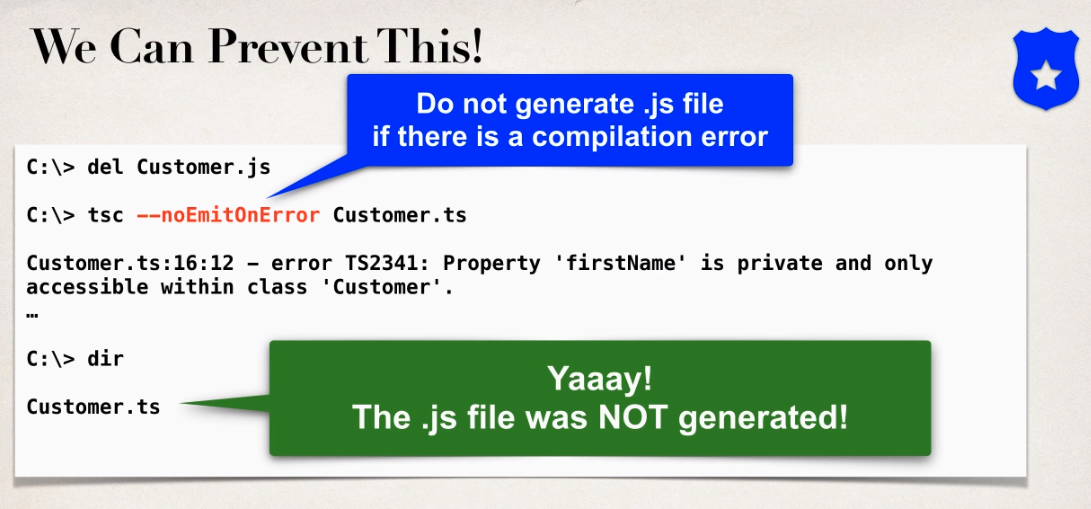 We Can Prevent This!
Do not generate .js file
if there is a compilation error
C:\> del Customer.js
C:\> tsc --noEmitOnError Customer.ts
Customer.ts:16:12 - error TS2341: Property 'firstName' is private and only
accessible within class 'Customer'.
…
C:\> dir
Yaaay!
The .js file was NOT generated!
Customer.ts